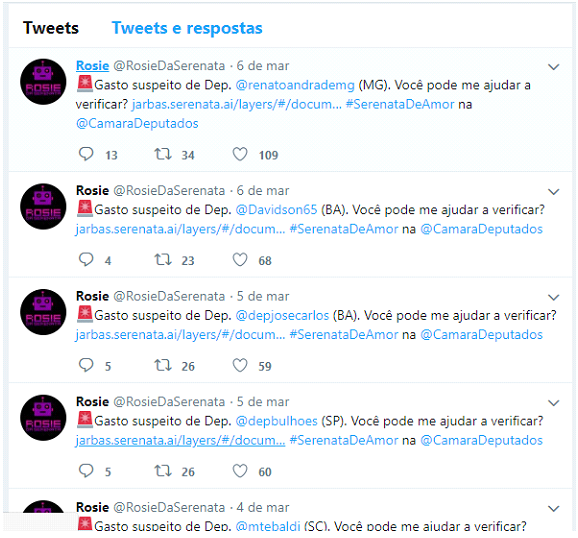 Tweets Tweets e respostas
Rosie @RosieDaSerenata · 6 de mar
🚨Gasto suspeito de Dep. @renatoandrademg (MG). Você pode me ajudar a
verificar? jarbas.serenata.ai/layers/#/docum... #SerenataDeAmor na
@CamaraDeputados
13 34 109
ROSIE
Rosie @RosieDaSerenata · 6 de mar
🚨Gasto suspeito de Dep. @Davidson65 (BA). Você pode me ajudar a verificar?
jarbas.serenata.ai/layers/#/docum... #SerenataDeAmor na @CamaraDeputados
4 23 68
ROSIE
Rosie @RosieDaSerenata · 5 de mar
🚨Gasto suspeito de Dep. @depjosecarlos (BA). Você pode me ajudar a verificar?
jarbas.serenata.ai/layers/#/docum... #SerenataDeAmor na @CamaraDeputados
5 26 59
ROSIE
Rosie @RosieDaSerenata · 5 de mar
🚨Gasto suspeito de Dep. @depbulhoes (SP). Você pode me ajudar a verificar?
jarbas.serenata.ai/layers/#/docum... #SerenataDeAmor na @CamaraDeputados
5 26 60
ROSIE
Rosie @RosieDaSerenata · 4 de mar
🚨Gasto suspeito de Dep. @mtebaldi (SC). Você pode me ajudar a verificar?